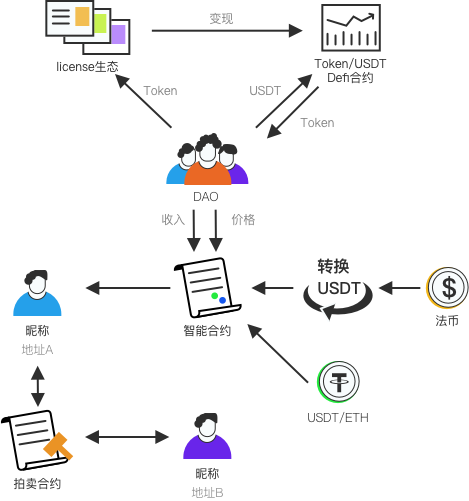 变现
license生态
Token/USDT
Defi合约
Token
USDT
Token
DAO
收入
价格
转换
USDT
智能合约
法币
昵称
地址A
USDT/ETH
拍卖合约
昵称
地址B